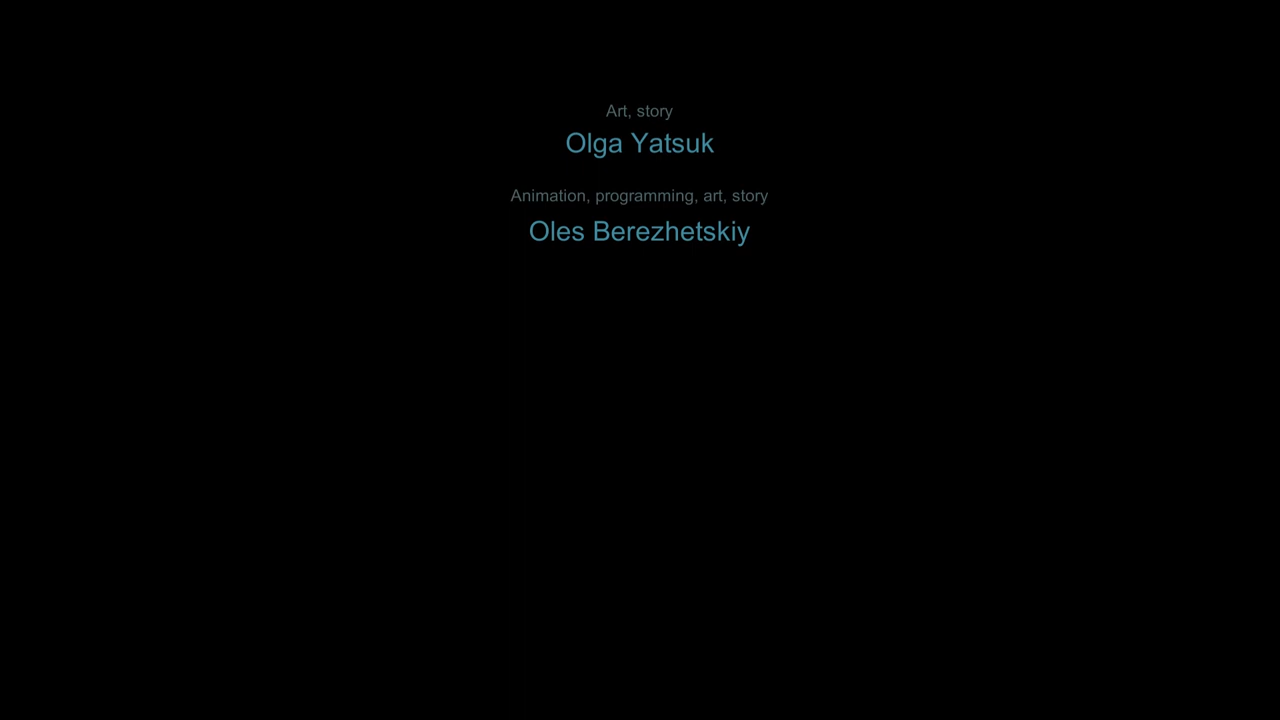 Art, story
Olga Yatsuk
Animation, programming, art, story
Oles Berezhetskiy